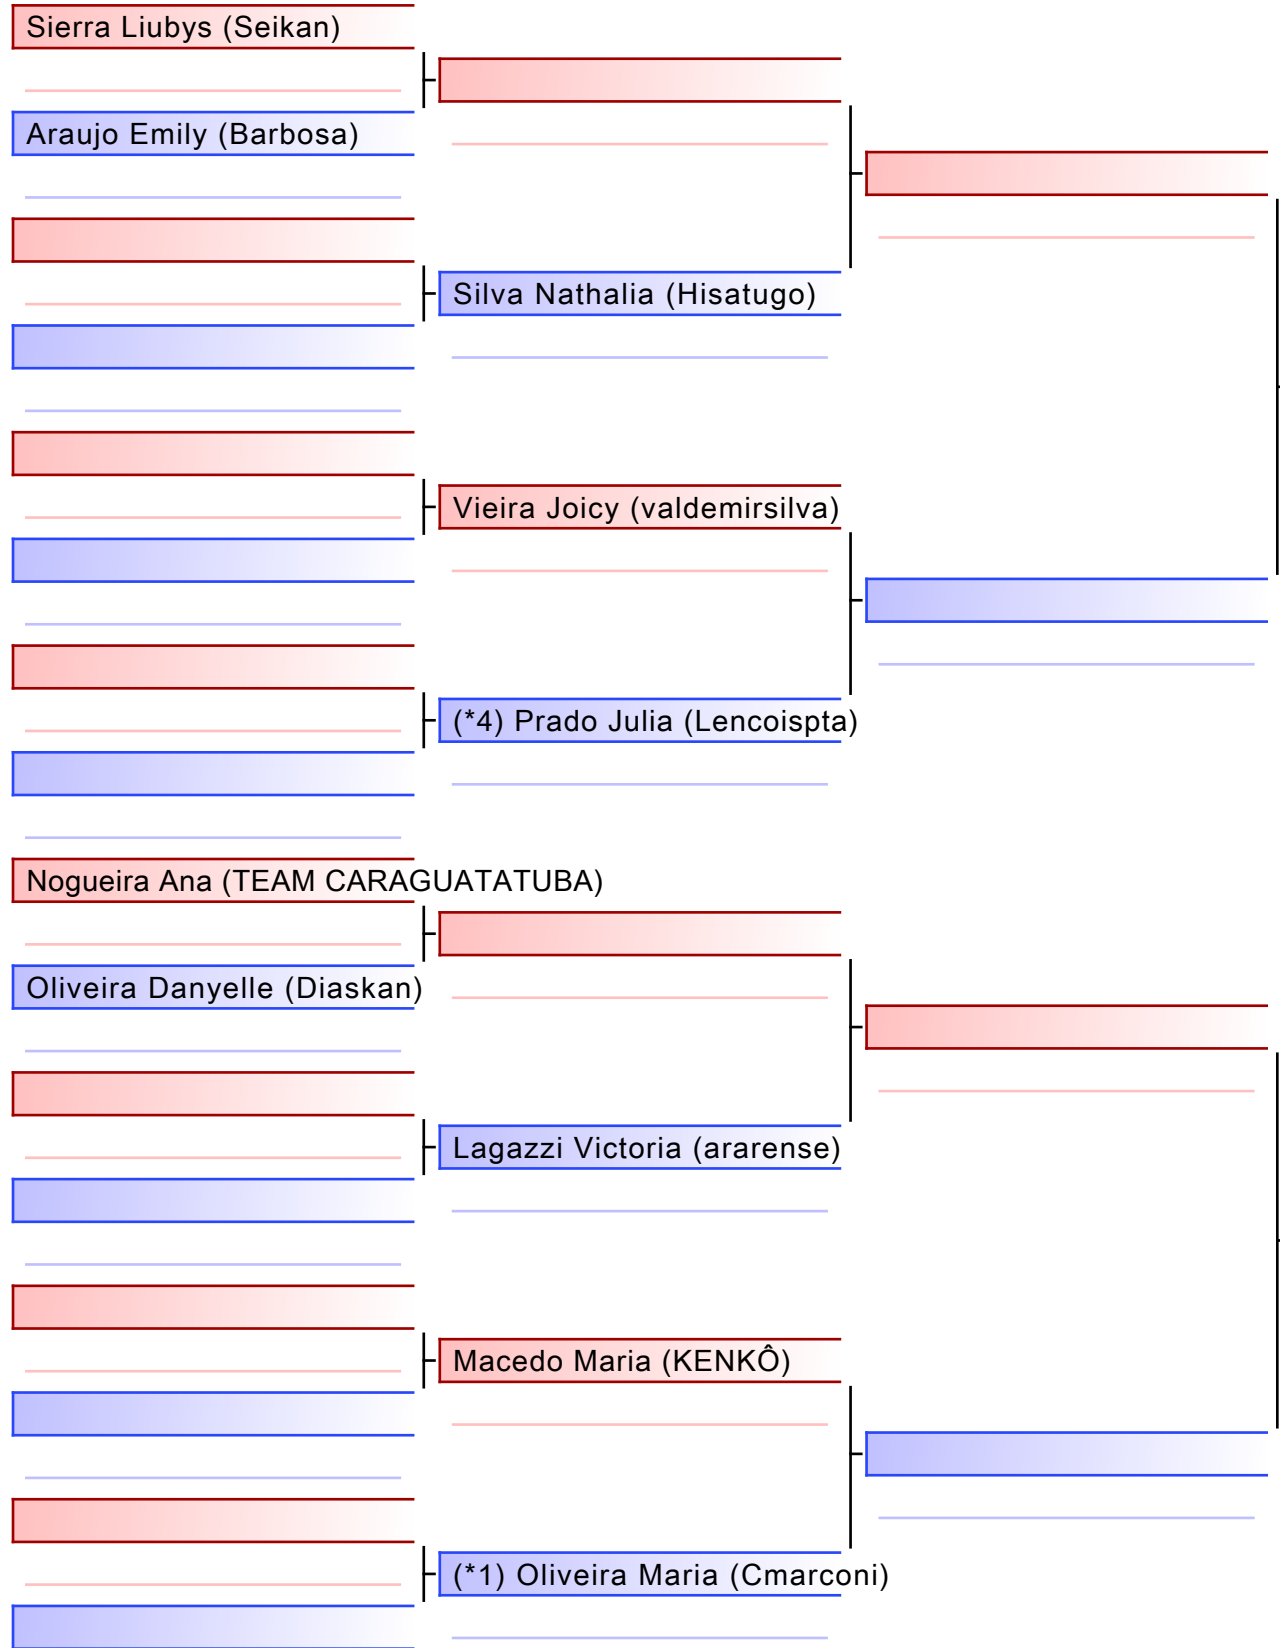 Sierra Liubys (Seikan)
Araujo Emily (Barbosa)
Silva Nathalia (Hisatugo)
Vieira Joicy (valdemirsilva)
(*4) Prado Julia (Lencoispta)
Nogueira Ana (TEAM CARAGUATATUBA)
Oliveira Danyelle (Diaskan)
Lagazzi Victoria (ararense)
Macedo Maria (KENKÔ)
(*1) Oliveira Maria (Cmarconi)